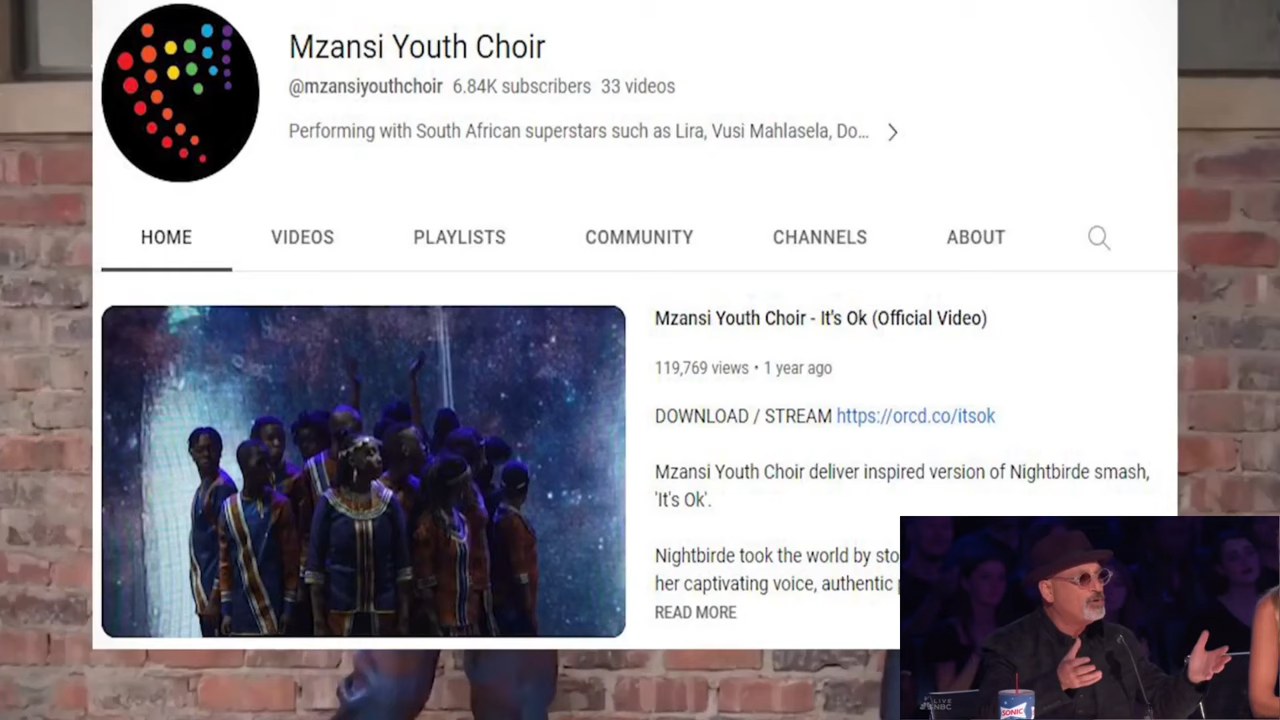 Mzansi Youth Choir
@mzansiyouthchoir 6.84K subscribers 33 videos
Performing with South African superstars such as Lira, Vusi Mahlasela, Do...
HOME VIDEOS PLAYLISTS COMMUNITY CHANNELS ABOUT
Mzansi Youth Choir - It's Ok (Official Video)
119,769 views • 1 year ago
DOWNLOAD / STREAM https://orcd.co/itsok
Mzansi Youth Choir deliver inspired version of Nightbirde smash,
'It's Ok'.
Nightbirde took the world by sto
her captivating voice, authentic
READ MORE
LIVE
NBC
SONIC